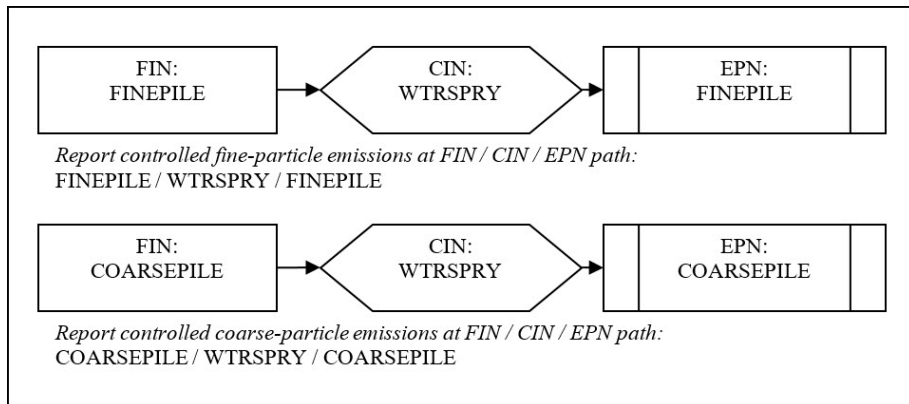 FIN:
FINEPILE
CIN:
WTRSPRY
EPN:
FINEPILE
Report controlled fine-particle emissions at FIN / CIN / EPN path:
FINEPILE / WTRSPRY / FINEPILE
FIN:
COARSEPILE
CIN:
WTRSPRY
EPN:
COARSEPILE
Report controlled coarse-particle emissions at FIN / CIN / EPN path:
COARSEPILE / WTRSPRY / COARSEPILE